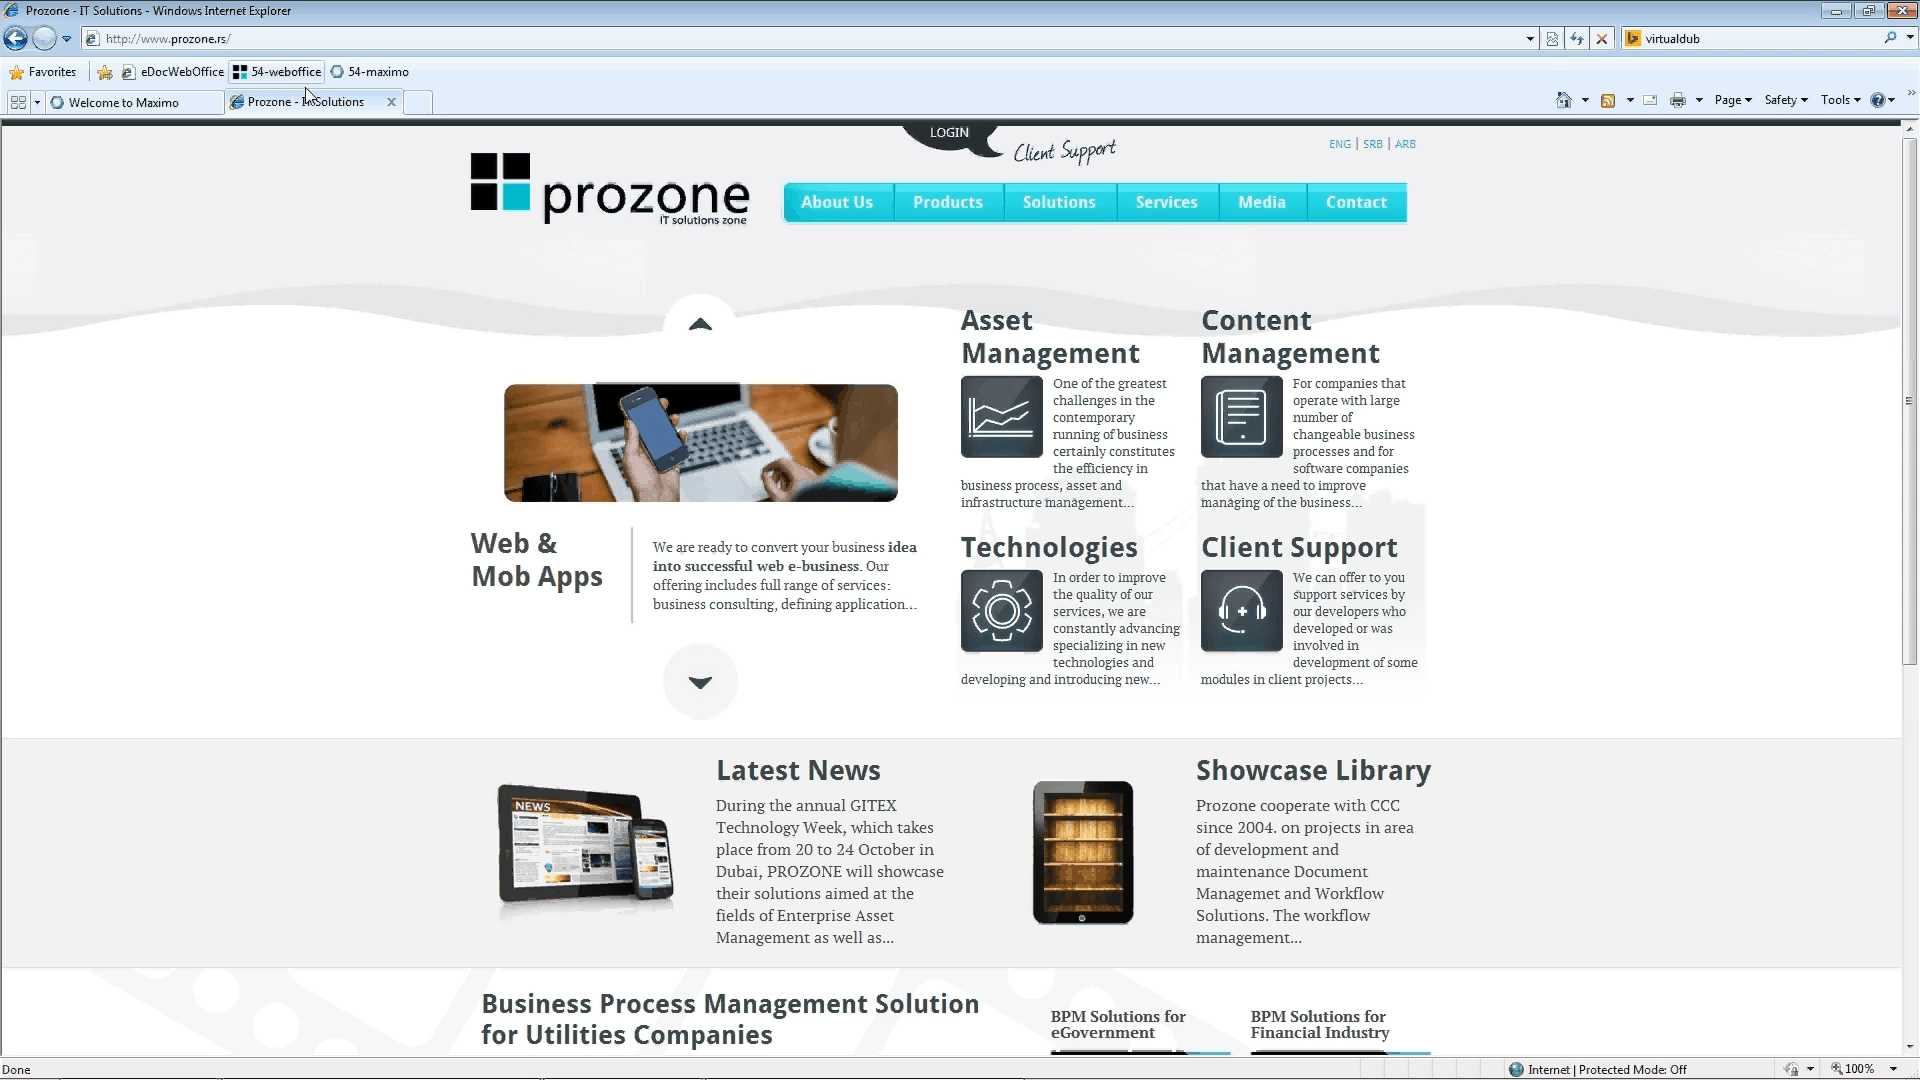 Prozone - IT Solutions - Windows Internet Explorer
http://www.prozone.rs/
virtualdub
Favorites
eDocWebOffice
54-weboffice
54-maximo
Welcome to Maximo
Prozone - IT Solutions
Page
Safety
Tools
LOGIN
Client Support
ENG | SRB | ARB
prozone
IT solutions zone
About Us
Products
Solutions
Services
Media
Contact
Web &
Mob Apps
We are ready to convert your business idea
into successful web e-business. Our
offering includes full range of services:
business consulting, defining application...
Asset
Management
One of the greatest
challenges in the
contemporary
running of business
certainly constitutes
the efficiency in
business process, asset and
infrastructure management...
Content
Management
For companies that
operate with large
number of
changeable business
processes and for
software companies
that have a need to improve
managing of the business...
Technologies
In order to improve
the quality of our
services, we are
constantly advancing
specializing in new
technologies and
developing and introducing new...
Client Support
We can offer to you
support services by
our developers who
developed or was
involved in
development of some
modules in client projects...
NEWS
Latest News
During the annual GITEX
Technology Week, which takes
place from 20 to 24 October in
Dubai, PROZONE will showcase
their solutions aimed at the
fields of Enterprise Asset
Management as well as...
Showcase Library
Prozone cooperate with CCC
since 2004. on projects in area
of development and
maintenance Document
Managemet and Workflow
Solutions. The workflow
management...
Business Process Management Solution
for Utilities Companies
BPM Solutions for
eGovernment
BPM Solutions for
Financial Industry
Done
Internet | Protected Mode: Off
100%